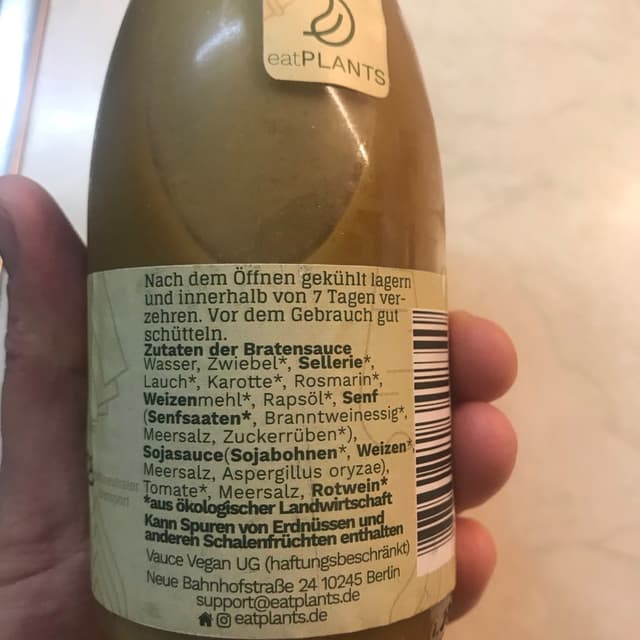 eatPLANTS
Nach dem Öffnen gekühlt lagern
und innerhalb von 7 Tagen ver-
zehren. Vor dem Gebrauch gut
schütteln.
Zutaten der Bratensauce
Wasser, Zwiebel*, Sellerie*,
Lauch*, Karotte*, Rosmarin*,
Weizenmehl*, Rapsöl*, Senf
(Senfsaaten*, Branntweinessig*,
Meersalz, Zuckerrüben*),
Sojasauce(Sojabohnen*, Weizen*,
Meersalz, Aspergillus oryzae),
Tomate*, Meersalz, Rotwein*
*aus ökologischer Landwirtschaft
Kann Spuren von Erdnüssen und
anderen Schalenfrüchten enthalten
Vauce Vegan UG (haftungsbeschränkt)
Neue Bahnhofstraße 24 10245 Berlin
support@eatplants.de
eatplants.de